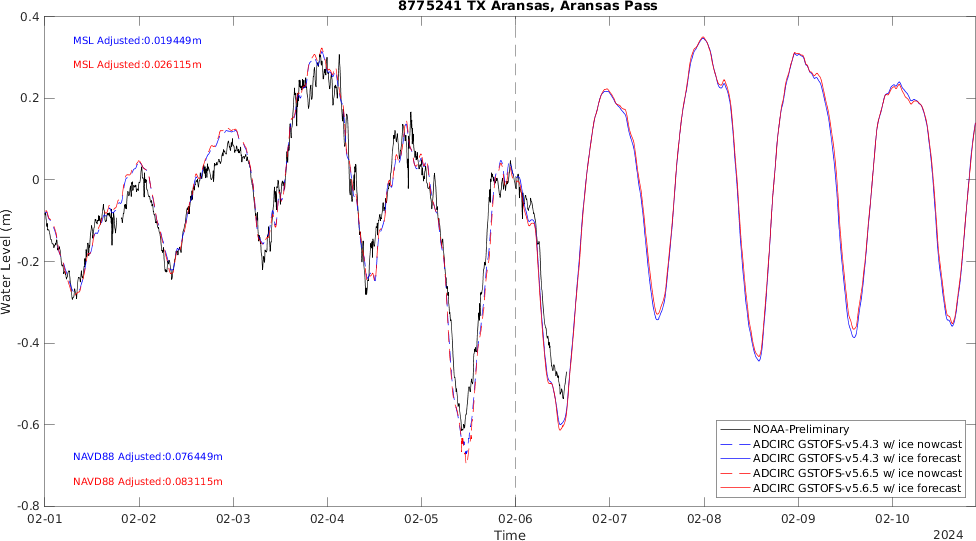 8775241 TX Aransas, Aransas Pass
0.4
MSL Adjusted:0.019449m
MSL Adjusted:0.026115m
0.2
0
-0.2
-0.4
-0.6
-0.8
Water Level (m)
NAVD88 Adjusted:0.076449m
NAVD88 Adjusted:0.083115m
NOAA-Preliminary
ADCIRC GSTOFS-v5.4.3 w/ ice nowcast
ADCIRC GSTOFS-v5.4.3 w/ ice forecast
ADCIRC GSTOFS-v5.6.5 w/ ice nowcast
ADCIRC GSTOFS-v5.6.5 w/ ice forecast
02-01 02-02 02-03 02-04 02-05 02-06 02-07 02-08 02-09 02-10
Time
2024